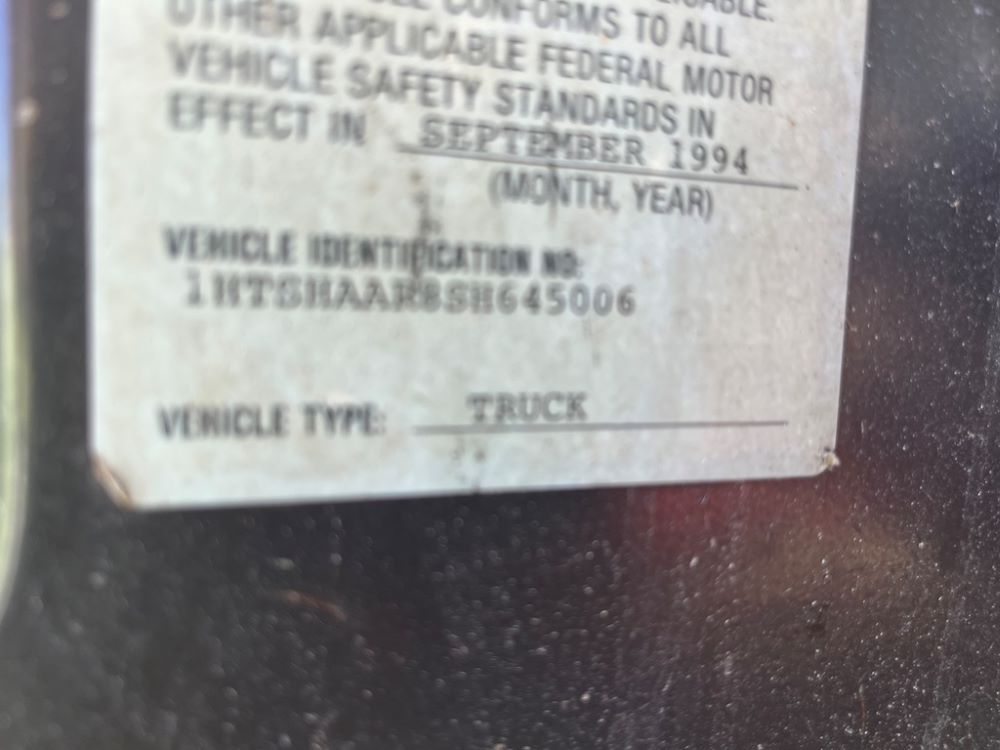 CONFORMS TO ALL
OTHER APPLICABLE FEDERAL MOTOR
VEHICLE SAFETY STANDARDS IN
EFFECT IN SEPTEMBER 1994
(MONTH, YEAR)
VEHICLE IDENTIFICATION NO:
1HTSHAAR8SH645006
VEHICLE TYPE: TRUCK